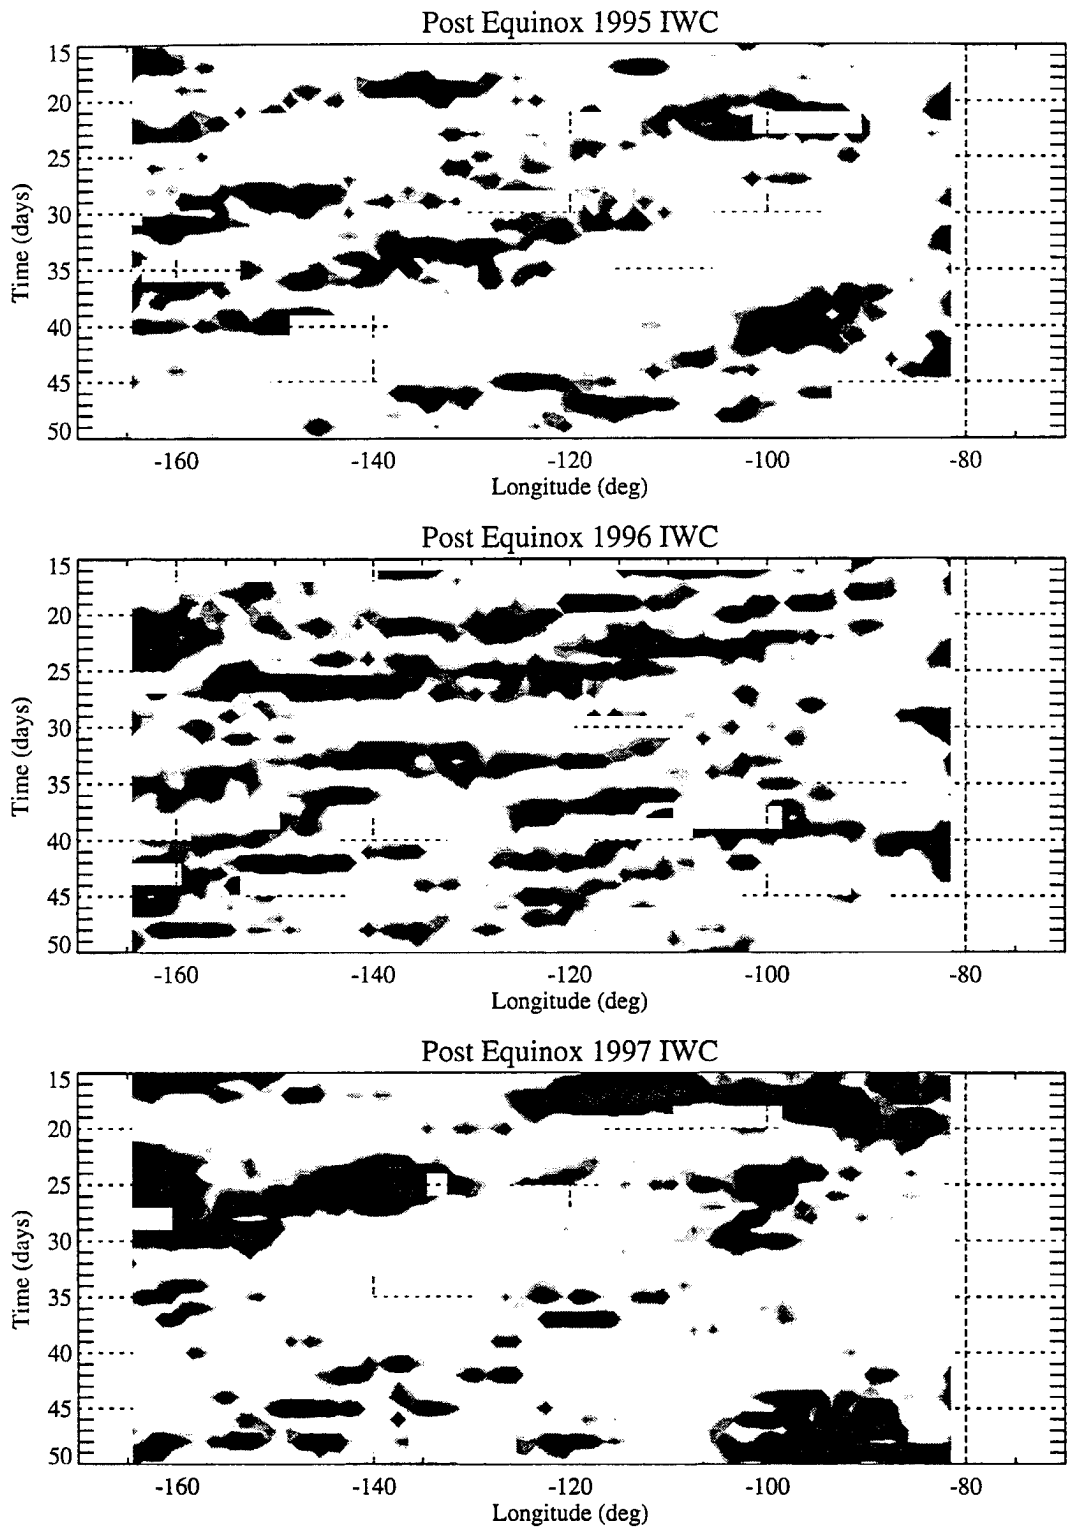 Post Equinox 1995 IWC
15
20
25
30
35
40
45
50
Time (days)
-160 -140 -120 -100 -80
Longitude (deg)
Post Equinox 1996 IWC
15
20
25
30
35
40
45
50
Time (days)
-160 -140 -120 -100 -80
Longitude (deg)
Post Equinox 1997 IWC
15
20
25
30
35
40
45
50
Time (days)
-160 -140 -120 -100 -80
Longitude (deg)